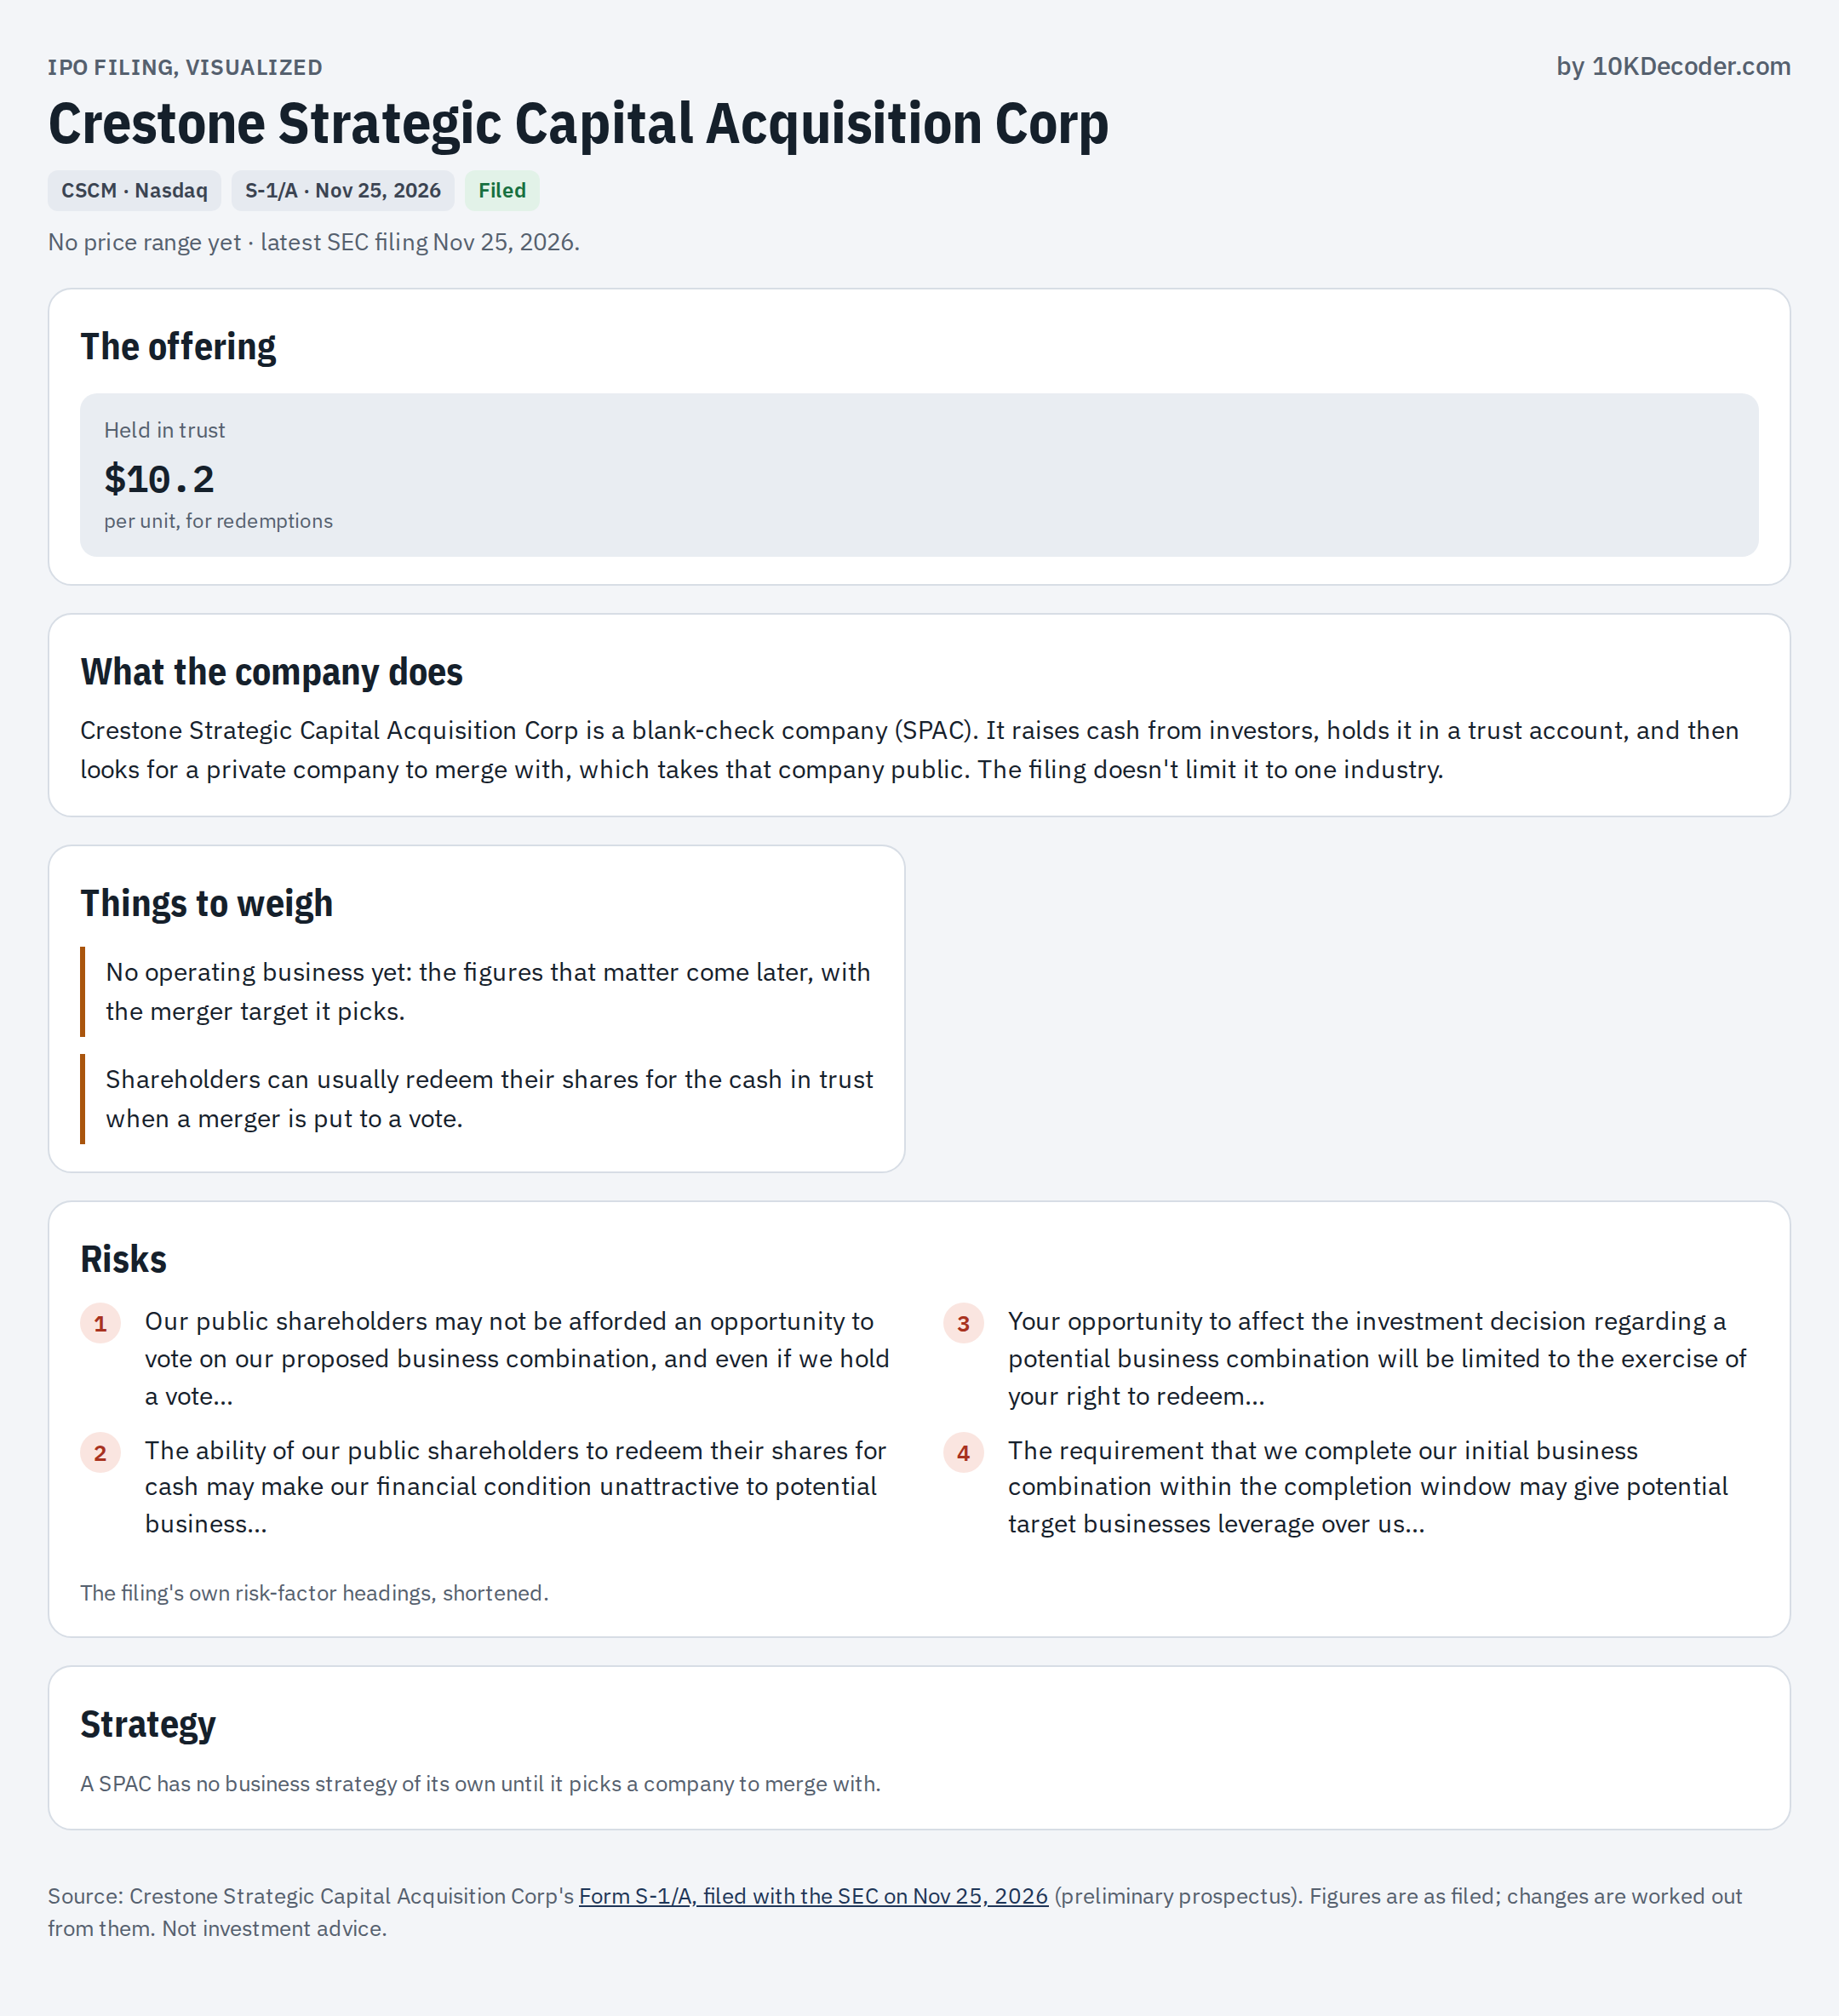 IPO FILING, VISUALIZED
by 10KDecoder.com
Crestone Strategic Capital Acquisition Corp
CSCM · Nasdaq
S-1/A · Nov 25, 2026
Filed
No price range yet · latest SEC filing Nov 25, 2026.
The offering
Held in trust
$10.2
per unit, for redemptions
What the company does
Crestone Strategic Capital Acquisition Corp is a blank-check company (SPAC). It raises cash from investors, holds it in a trust account, and then
looks for a private company to merge with, which takes that company public. The filing doesn't limit it to one industry.
Things to weigh
No operating business yet: the figures that matter come later, with
the merger target it picks.
Shareholders can usually redeem their shares for the cash in trust
when a merger is put to a vote.
Risks
1
Our public shareholders may not be afforded an opportunity to
vote on our proposed business combination, and even if we hold
a vote...
2
The ability of our public shareholders to redeem their shares for
cash may make our financial condition unattractive to potential
business...
3
Your opportunity to affect the investment decision regarding a
potential business combination will be limited to the exercise of
your right to redeem...
4
The requirement that we complete our initial business
combination within the completion window may give potential
target businesses leverage over us...
The filing's own risk-factor headings, shortened.
Strategy
A SPAC has no business strategy of its own until it picks a company to merge with.
Source: Crestone Strategic Capital Acquisition Corp's Form S-1/A, filed with the SEC on Nov 25, 2026 (preliminary prospectus). Figures are as filed; changes are worked out
from them. Not investment advice.